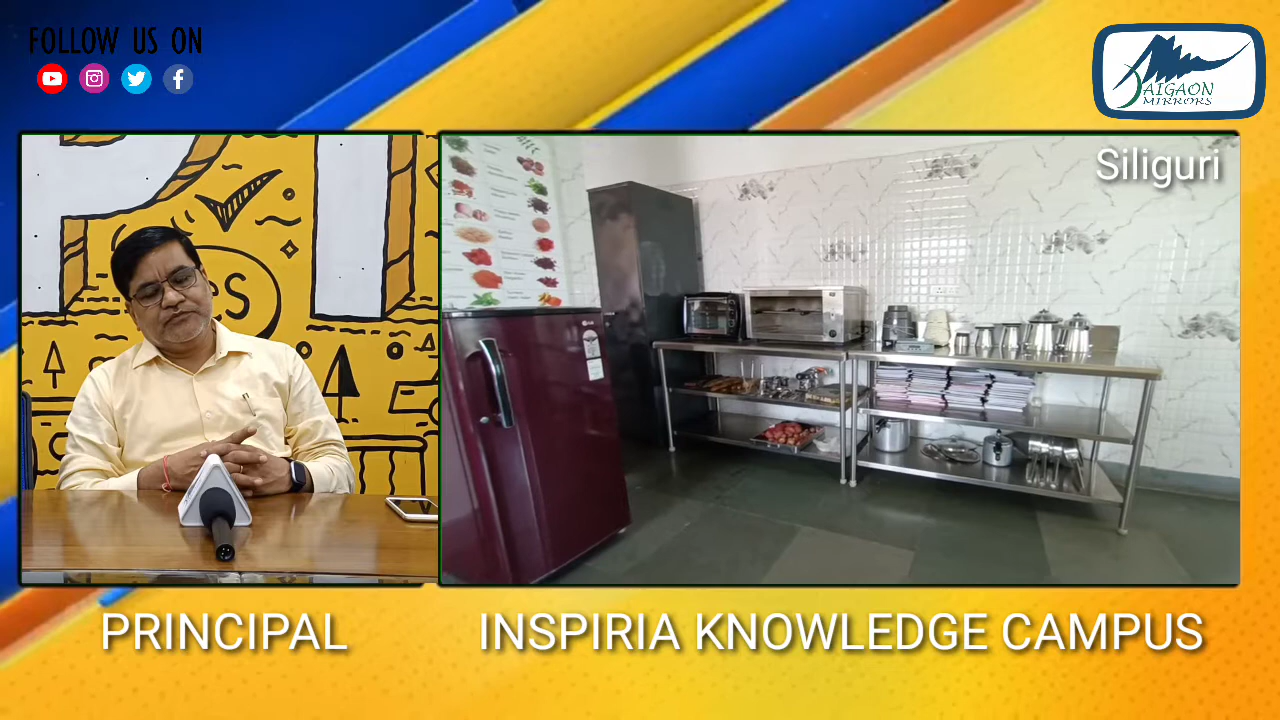 FOLLOW US ON
JAIGAON
MIRRORS
Siliguri
PRINCIPAL
INSPIRIA KNOWLEDGE CAMPUS